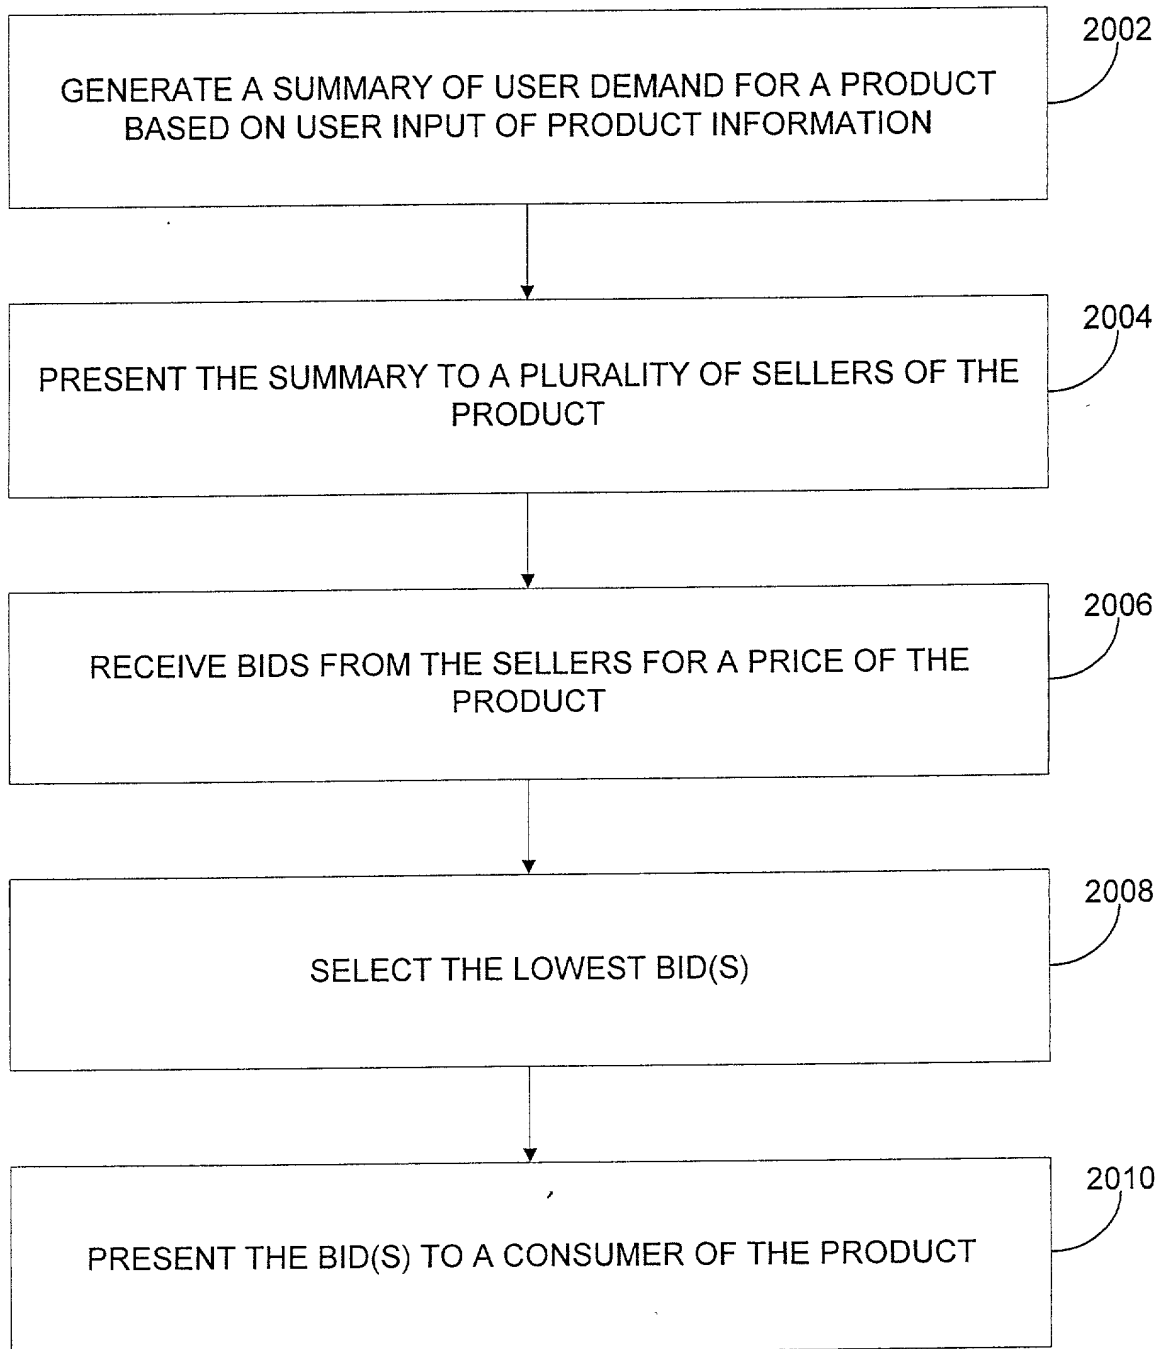 2002
GENERATE A SUMMARY OF USER DEMAND FOR A PRODUCT
BASED ON USER INPUT OF PRODUCT INFORMATION
2004
PRESENT THE SUMMARY TO A PLURALITY OF SELLERS OF THE
PRODUCT
2006
RECEIVE BIDS FROM THE SELLERS FOR A PRICE OF THE
PRODUCT
2008
SELECT THE LOWEST BID(S)
2010
PRESENT THE BID(S) TO A CONSUMER OF THE PRODUCT